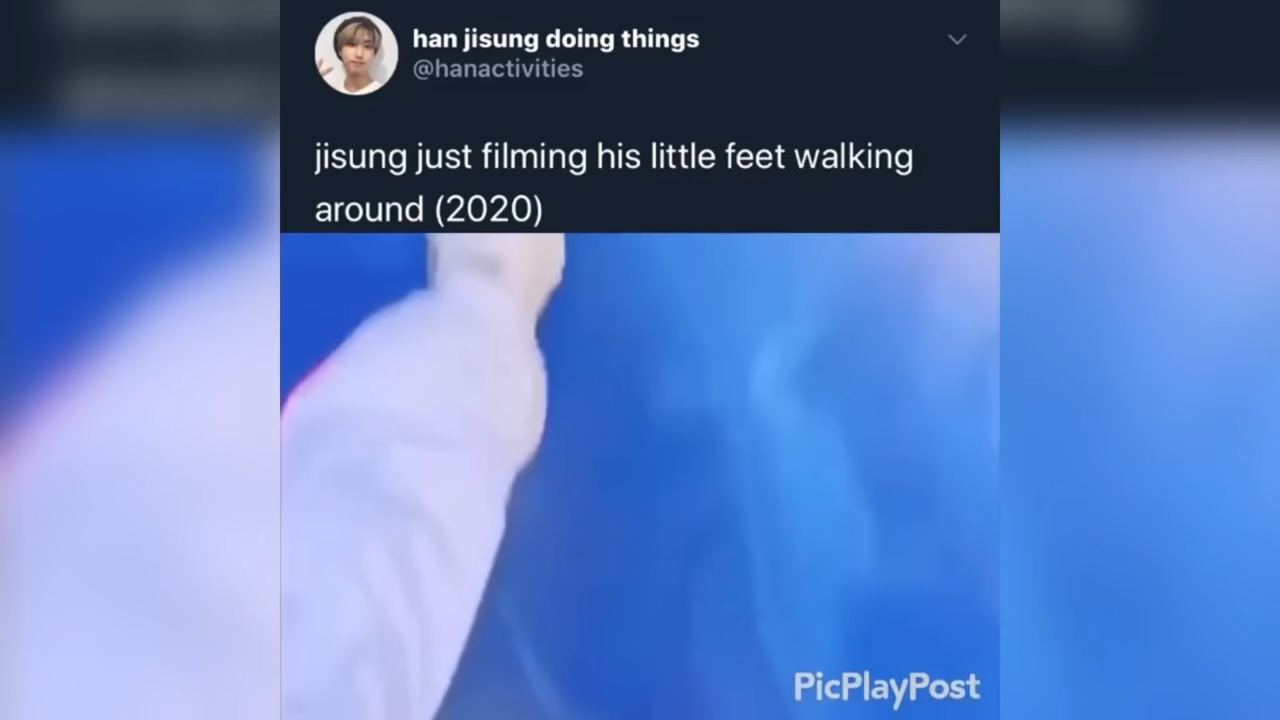 han jisung doing things
@hanactivities
jisung just filming his little feet walking
around (2020)
PicPlayPost